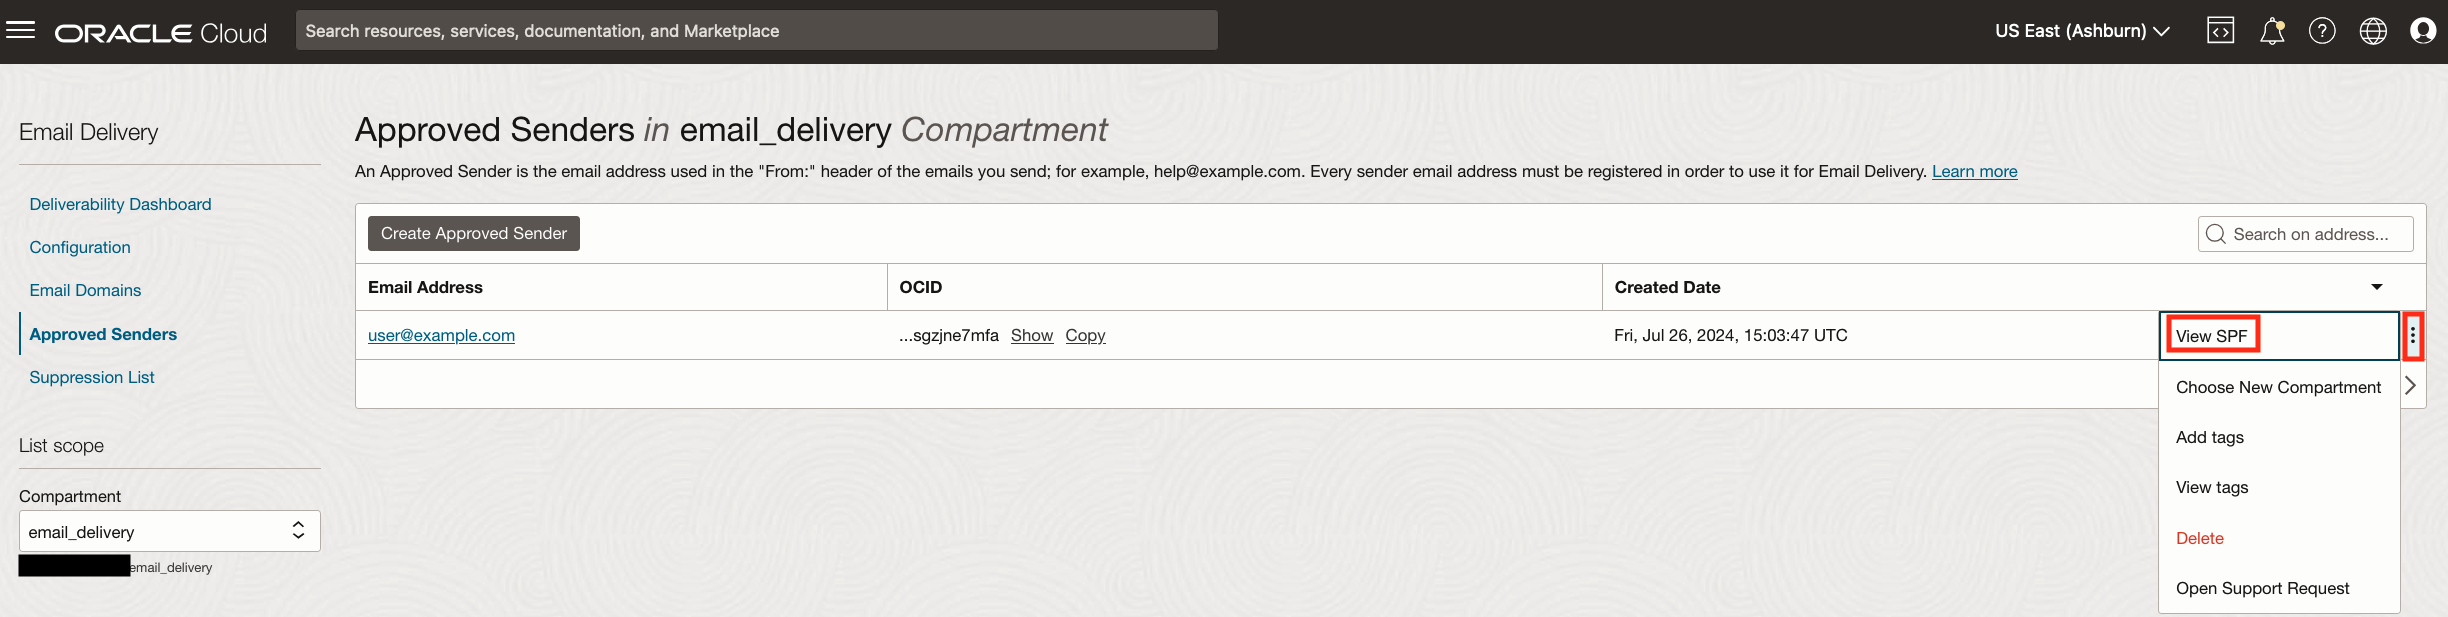 ORACLE Cloud
Search resources, services, documentation, and Marketplace
US East (Ashburn)
Email Delivery
Deliverability Dashboard
Configuration
Email Domains
Approved Senders
Suppression List
List scope
Compartment
email_delivery
email_delivery
Approved Senders in email_delivery Compartment
An Approved Sender is the email address used in the "From:" header of the emails you send; for example, help@example.com. Every sender email address must be registered in order to use it for Email Delivery. Learn more
Create Approved Sender
Search on address...
Email Address OCID Created Date
user@example.com ...sgzjne7mfa Show Copy Fri, Jul 26, 2024, 15:03:47 UTC
View SPF
Choose New Compartment
Add tags
View tags
Delete
Open Support Request